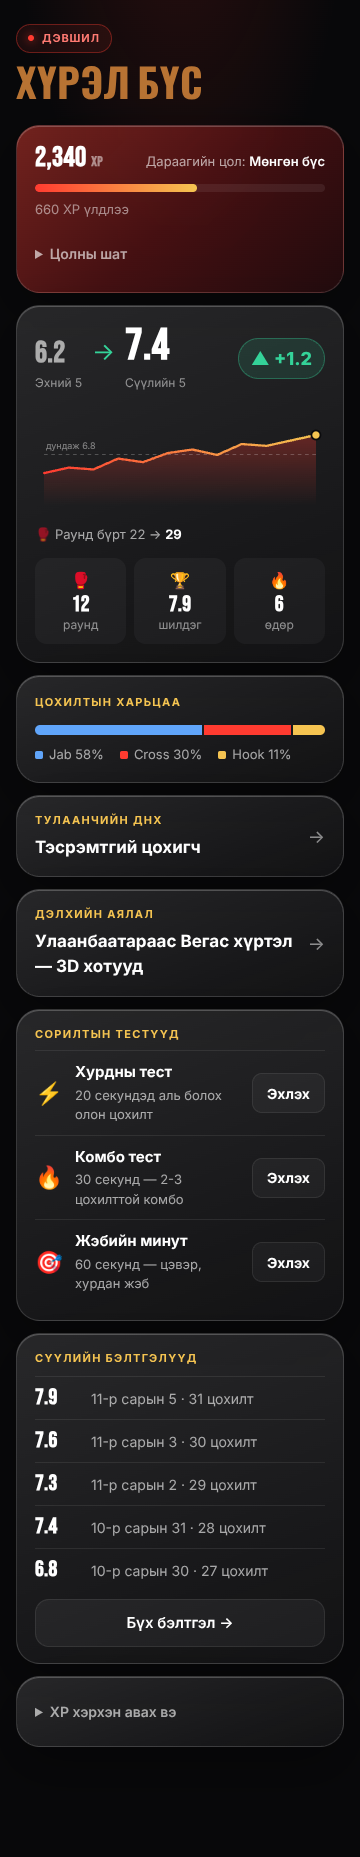 ДЭВШИЛ
ХҮРЭЛ БҮС
2,340 XP
Дараагийн цол: Мөнгөн бүс
660 XP үлдлээ
▶ Цолны шат
6.2 → 7.4
▲ +1.2
Эхний 5
Сүүлийн 5
дундаж 6.8
🥊 Раунд бүрт 22 → 29
🥊
12
раунд
🏆
7.9
шилдэг
🔥
6
өдөр
ЦОХИЛТЫН ХАРЬЦАА
Jab 58% Cross 30% Hook 11%
ТУЛААНЧИЙН ДНХ
Тэсрэмтгий цохигч →
ДЭЛХИЙН АЯЛАЛ
Улаанбаатараас Вегас хүртэл →
— 3D хотууд
СОРИЛТЫН ТЕСТҮҮД
⚡ Хурдны тест
20 секундэд аль болох
олон цохилт
Эхлэх
🔥 Комбо тест
30 секунд — 2-3
цохилттой комбо
Эхлэх
🎯 Жэбийн минут
60 секунд — цэвэр,
хурдан жэб
Эхлэх
СҮҮЛИЙН БЭЛТГЭЛҮҮД
7.9 11-р сарын 5 · 31 цохилт
7.6 11-р сарын 3 · 30 цохилт
7.3 11-р сарын 2 · 29 цохилт
7.4 10-р сарын 31 · 28 цохилт
6.8 10-р сарын 30 · 27 цохилт
Бүх бэлтгэл →
▶ XP хэрхэн авах вэ